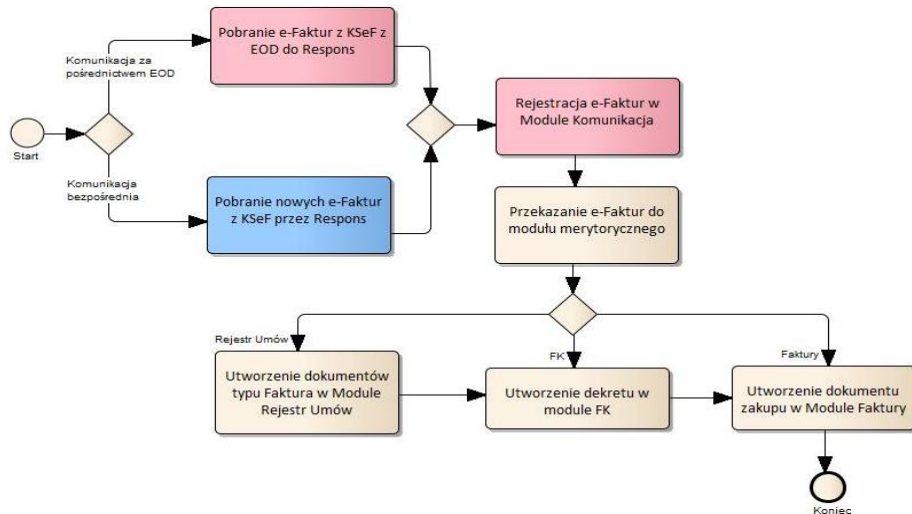 Pobranie e-Faktur z KSeF z
EOD do Respons
Komunikacja za
pośrednictwem EOD
Rejestracja e-Faktur w
Module Komunikacja
Start
Komunikacja
bezpośrednia
Pobranie nowych e-Faktur
z KSeF przez Respons
Przekazanie e-Faktur do
modułu merytorycznego
Rejestr Umów
FK
Faktury
Utworzenie dokumentów
typu Faktura w Module
Rejestr Umów
Utworzenie dekretu w
module FK
Utworzenie dokumentu
zakupu w Module Faktury
Koniec